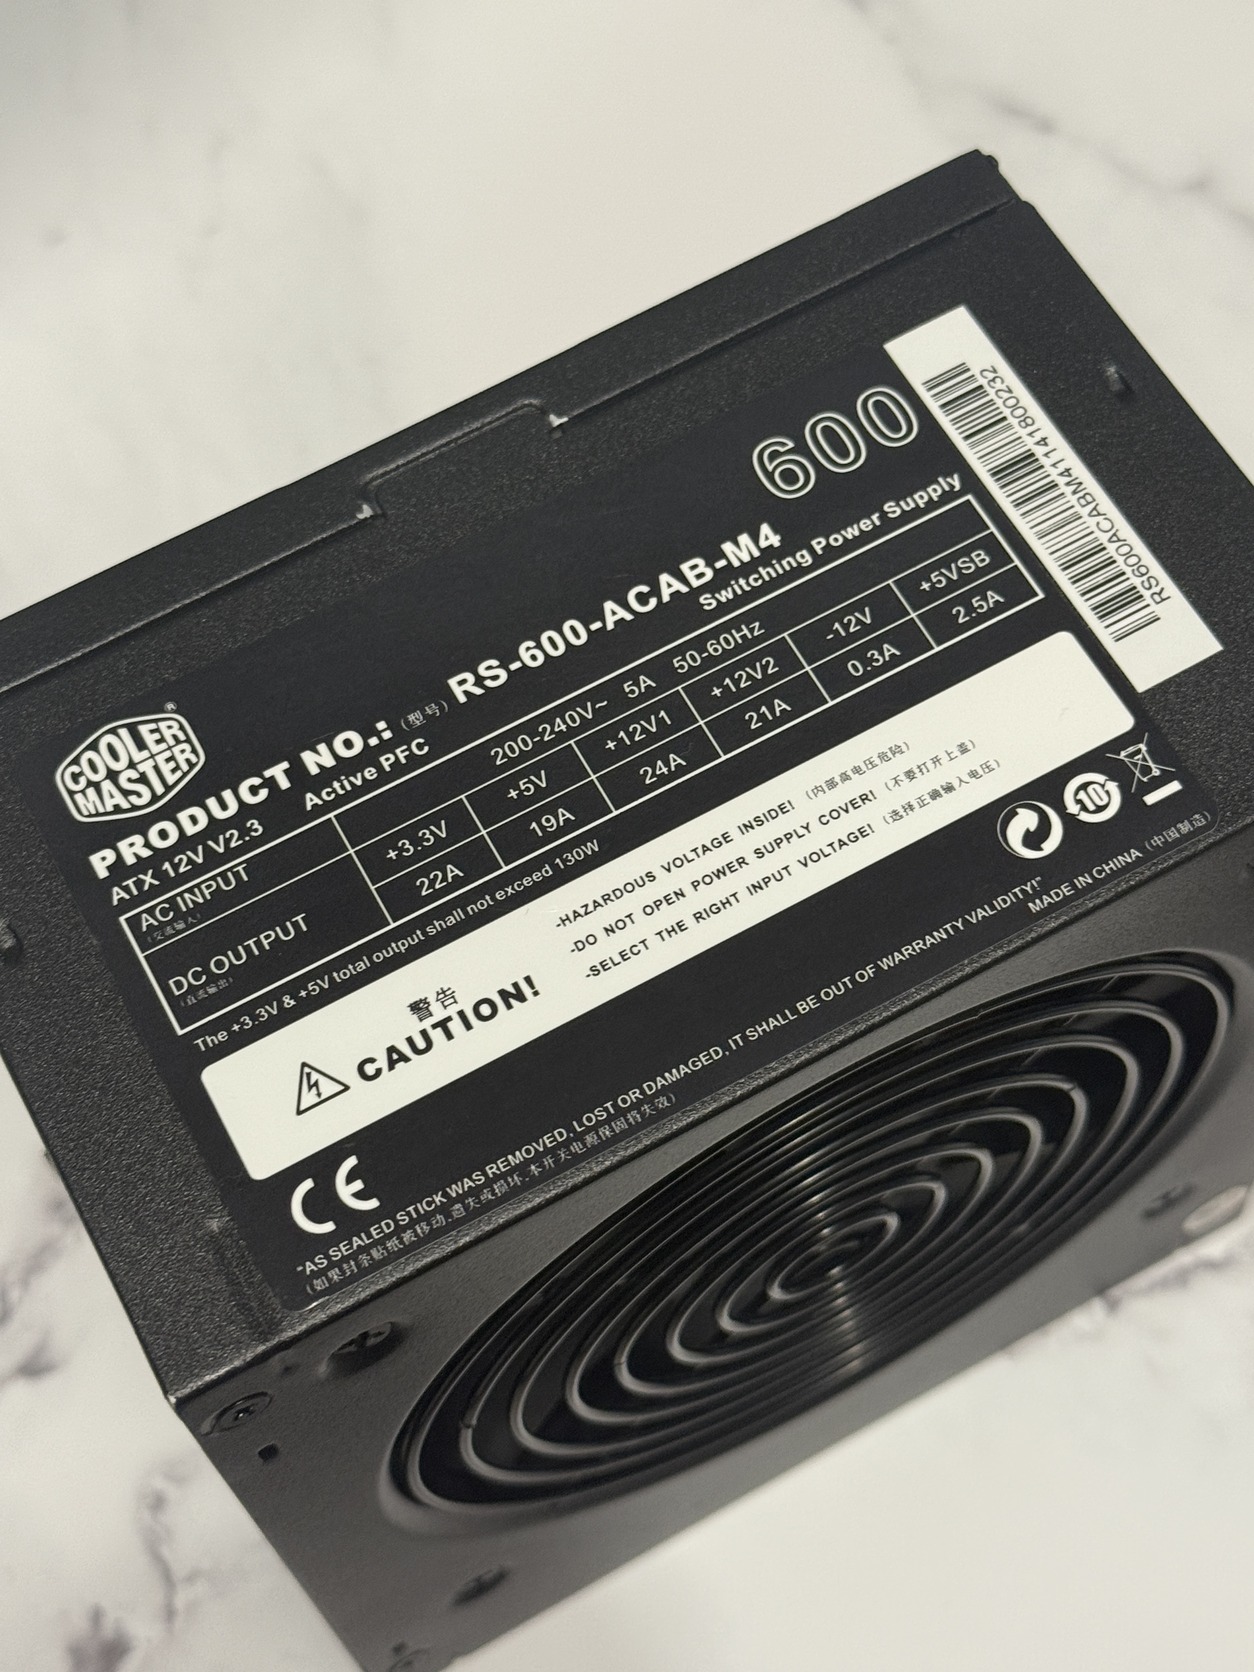 COOLER
MASTER®
600
PRODUCT NO.: (型号) RS-600-ACAB-M4
ATX 12V V2.3 Active PFC Switching Power Supply
AC INPUT 200-240V~ 5A 50-60Hz
(交流输入)
DC OUTPUT +3.3V +5V +12V1 +12V2 -12V +5VSB
(直流输出) 22A 19A 24A 21A 0.3A 2.5A
The +3.3V & +5V total output shall not exceed 130W
警告
CAUTION!
-HAZARDOUS VOLTAGE INSIDE! (内部高电压危险)
-DO NOT OPEN POWER SUPPLY COVER! (不要打开上盖)
-SELECT THE RIGHT INPUT VOLTAGE! (选择正确输入电压)
CE
10
"AS SEALED STICK WAS REMOVED, LOST OR DAMAGED, IT SHALL BE OUT OF WARRANTY VALIDITY!"
(如果封条贴纸被移动.遗失或损坏.本开关电源保固将失效)
MADE IN CHINA (中国制造)
RS600ACABM41141800232